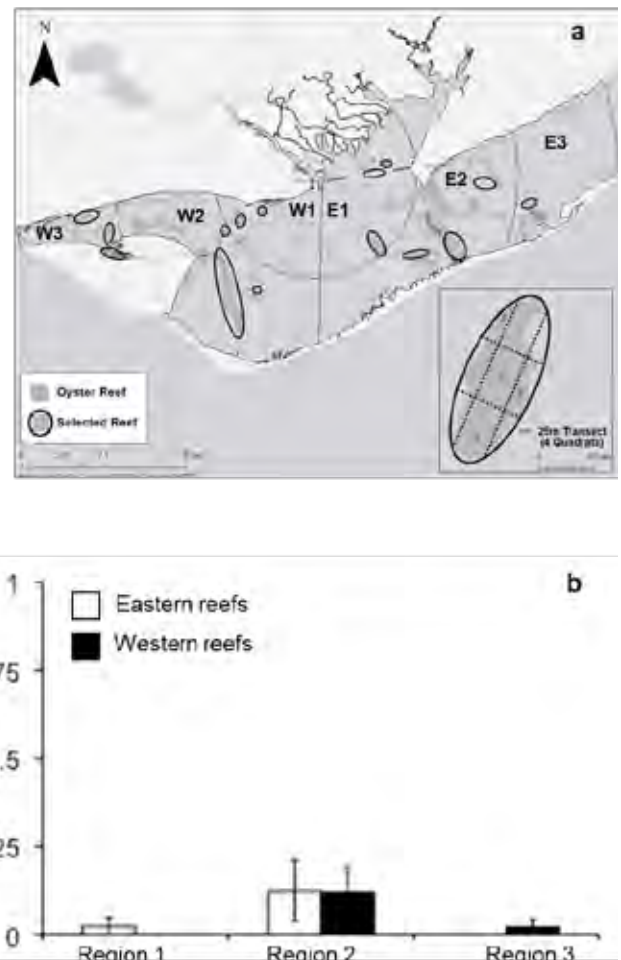 a
N
E3
E2
W2
W1
E1
W3
Oyster Reef
Selected Reef
25m Transect
(4 Quadrats)
1
b
Eastern reefs
Western reefs
75
.5
25
0
Region 1
Region 2
Region 3